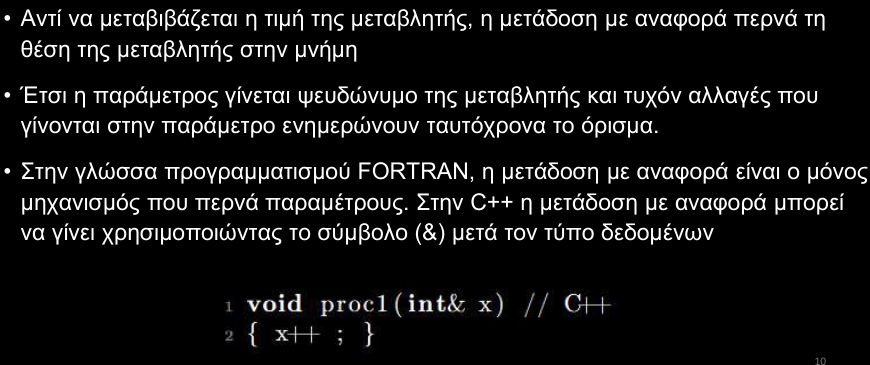 • Αντί να μεταβιβάζεται η τιμή της μεταβλητής, η μετάδοση με αναφορά περνά τη
θέση της μεταβλητής στην μνήμη
• Έτσι η παράμετρος γίνεται ψευδώνυμο της μεταβλητής και τυχόν αλλαγές που
γίνονται στην παράμετρο ενημερώνουν ταυτόχρονα το όρισμα.
• Στην γλώσσα προγραμματισμού FORTRAN, η μετάδοση με αναφορά είναι ο μόνος
μηχανισμός που περνά παραμέτρους. Στην C++ η μετάδοση με αναφορά μπορεί
να γίνει χρησιμοποιώντας το σύμβολο (&) μετά τον τύπο δεδομένων
1 void proc1(int& x) // C++
2 { x++ ; }
10